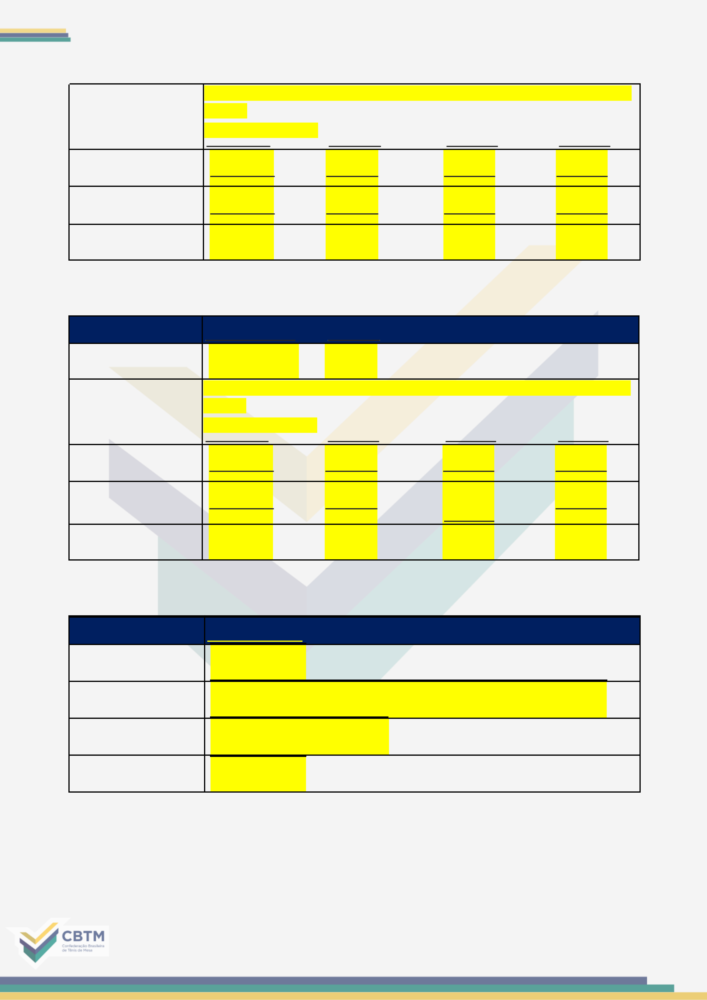 CBTM
Confederação Brasileira
de Tênis de Mesa